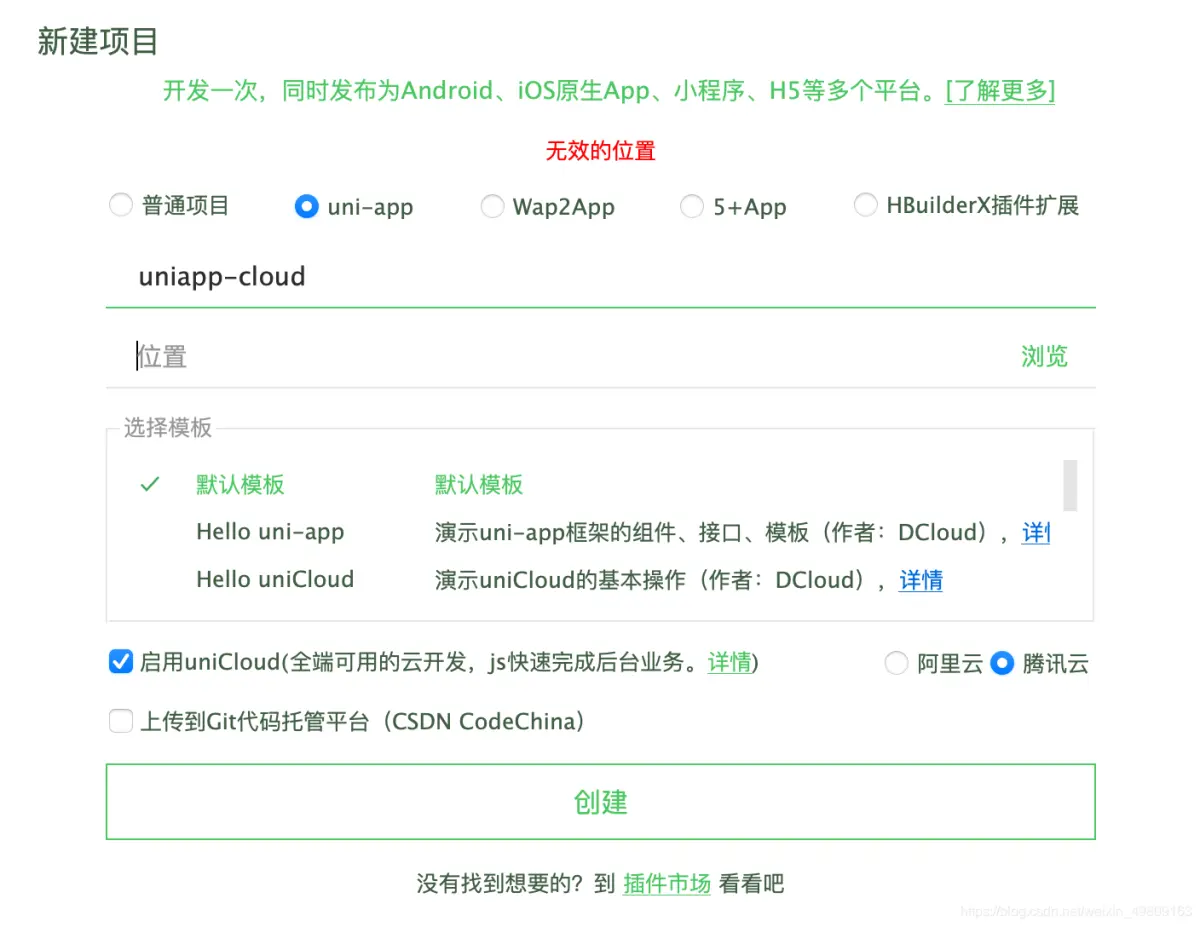 新建项目
开发一次，同时发布为Android、iOS原生App、小程序、H5等多个平台。[了解更多]
无效的位置
普通项目 uni-app Wap2App 5+App HBuilderX插件扩展
uniapp-cloud
位置 浏览
选择模板
默认模板 默认模板
Hello uni-app 演示uni-app框架的组件、接口、模板（作者：DCloud），详
Hello uniCloud 演示uniCloud的基本操作（作者：DCloud），详情
启用uniCloud(全端可用的云开发，js快速完成后台业务。详情) 阿里云 腾讯云
上传到Git代码托管平台（CSDN CodeChina）
创建
没有找到想要的？到 插件市场 看看吧
https://blog.csdn.net/weixin_49809163